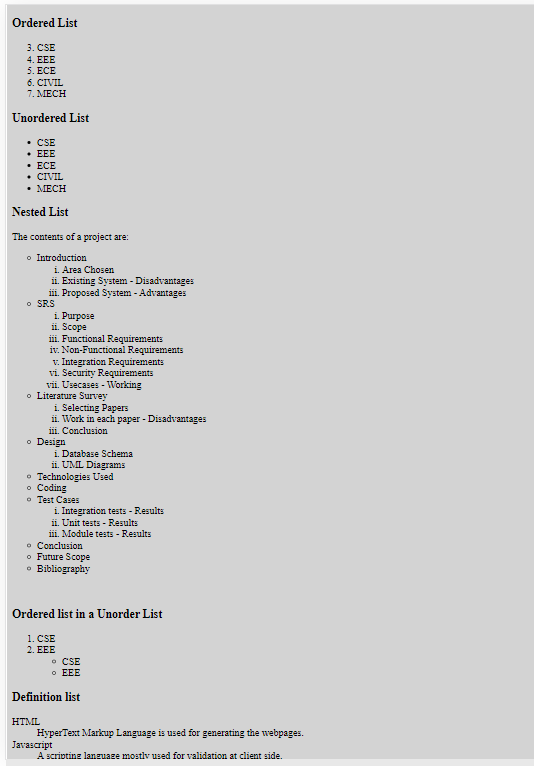 Ordered List
3. CSE
4. EEE
5. ECE
6. CIVIL
7. MECH
Unordered List
• CSE
• EEE
• ECE
• CIVIL
• MECH
Nested List
The contents of a project are:
◦ Introduction
i. Area Chosen
ii. Existing System - Disadvantages
iii. Proposed System - Advantages
◦ SRS
i. Purpose
ii. Scope
iii. Functional Requirements
iv. Non-Functional Requirements
v. Integration Requirements
vi. Security Requirements
vii. Usecases - Working
◦ Literature Survey
i. Selecting Papers
ii. Work in each paper - Disadvantages
iii. Conclusion
◦ Design
i. Database Schema
ii. UML Diagrams
◦ Technologies Used
◦ Coding
◦ Test Cases
i. Integration tests - Results
ii. Unit tests - Results
iii. Module tests - Results
◦ Conclusion
◦ Future Scope
◦ Bibliography
Ordered list in a Unorder List
1. CSE
2. EEE
◦ CSE
◦ EEE
Definition list
HTML
HyperText Markup Language is used for generating the webpages.
Javascript
A scripting language mostly used for validation at client side.